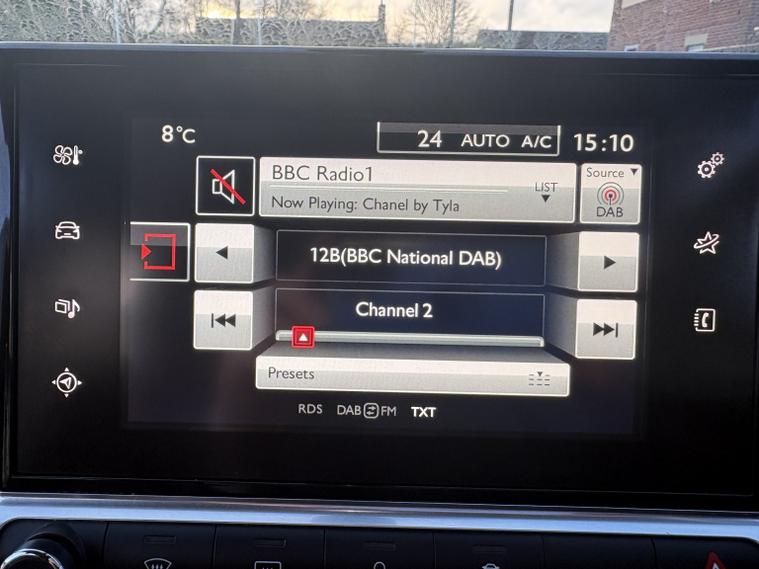 8°C
24 AUTO A/C
15:10
BBC Radio1
LIST
Now Playing: Chanel by Tyla
Source
DAB
12B(BBC National DAB)
Channel 2
Presets
RDS DAB FM TXT